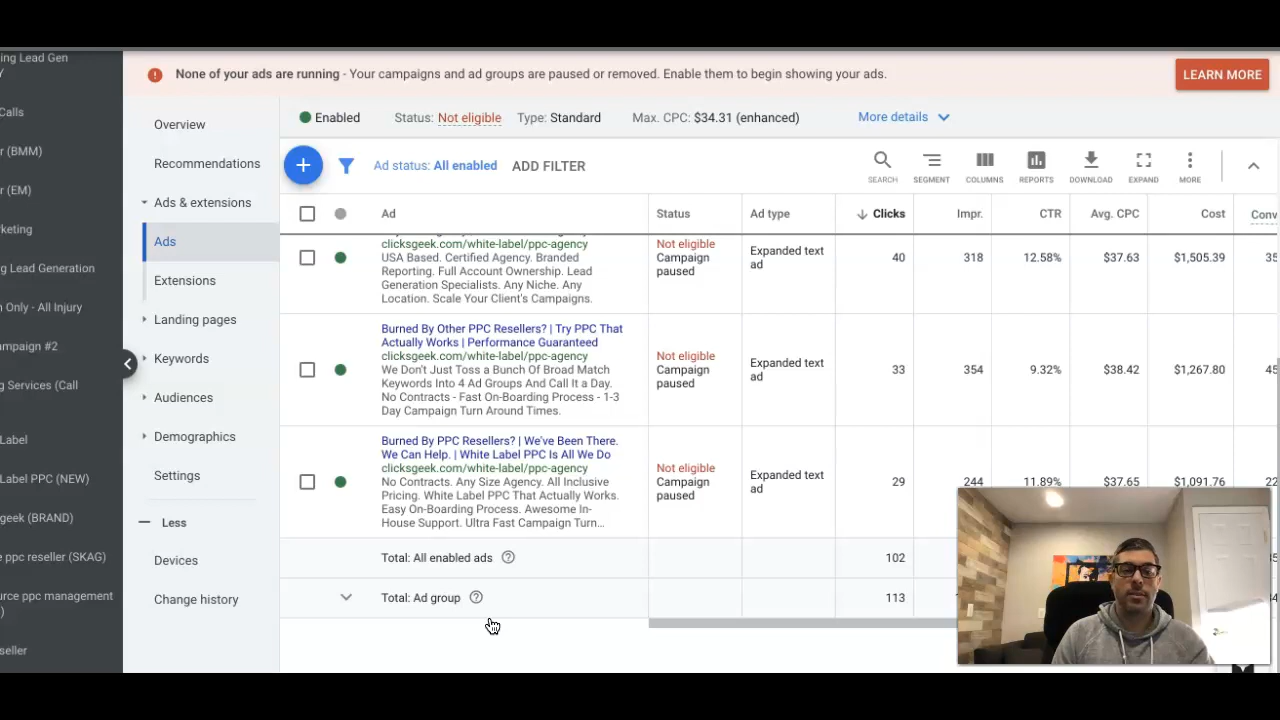 ing Lead Gen
Y
Calls
r (BMM)
r (EM)
rketing
ng Lead Generation
n Only - All Injury
ampaign #2
g Services (Call
Label
Label PPC (NEW)
geek (BRAND)
e ppc reseller (SKAG)
ource ppc management
)
seller
None of your ads are running - Your campaigns and ad groups are paused or removed. Enable them to begin showing your ads.
LEARN MORE
Overview
Recommendations
Ads & extensions
Ads
Extensions
Landing pages
Keywords
Audiences
Demographics
Settings
Less
Devices
Change history
Enabled Status: Not eligible Type: Standard Max. CPC: $34.31 (enhanced) More details
Ad status: All enabled ADD FILTER
SEARCH SEGMENT COLUMNS REPORTS DOWNLOAD EXPAND MORE
Ad Status Ad type Clicks Impr. CTR Avg. CPC Cost Conv
clicksgeek.com/white-label/ppc-agency
USA Based. Certified Agency. Branded
Reporting. Full Account Ownership. Lead
Generation Specialists. Any Niche. Any
Location. Scale Your Client's Campaigns.
Not eligible
Campaign
paused
Expanded text
ad
40 318 12.58% $37.63 $1,505.39 35
Burned By Other PPC Resellers? | Try PPC That
Actually Works | Performance Guaranteed
clicksgeek.com/white-label/ppc-agency
We Don't Just Toss a Bunch Of Broad Match
Keywords Into 4 Ad Groups And Call It a Day.
No Contracts - Fast On-Boarding Process - 1-3
Day Campaign Turn Around Times.
Not eligible
Campaign
paused
Expanded text
ad
33 354 9.32% $38.42 $1,267.80 45
Burned By PPC Resellers? | We've Been There.
We Can Help. | White Label PPC Is All We Do
clicksgeek.com/white-label/ppc-agency
No Contracts. Any Size Agency. All Inclusive
Pricing. White Label PPC That Actually Works.
Easy On-Boarding Process. Awesome In-
House Support. Ultra Fast Campaign Turn...
Not eligible
Campaign
paused
Expanded text
ad
29 244 11.89% $37.65 $1,091.76 22
Total: All enabled ads 102
Total: Ad group 113